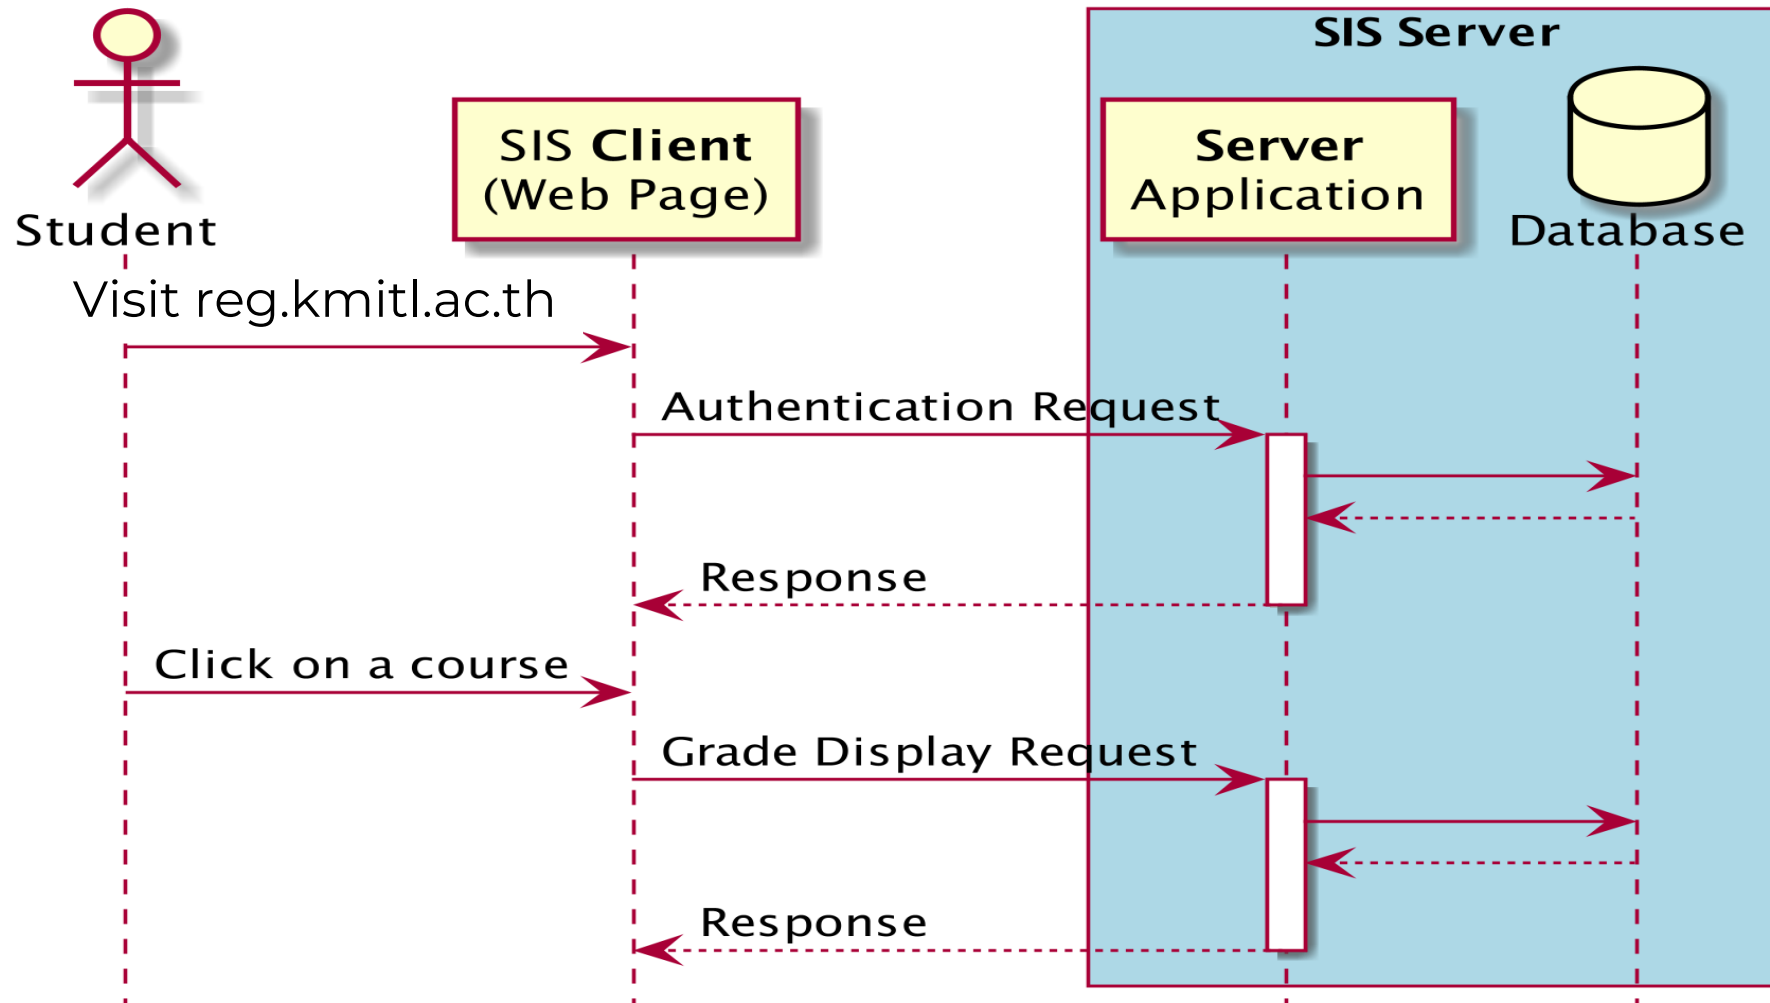 SIS Server
SIS Client
(Web Page)
Server
Application
Student
Database
Visit reg.kmitl.ac.th
Authentication Request
Response
Click on a course
Grade Display Request
Response